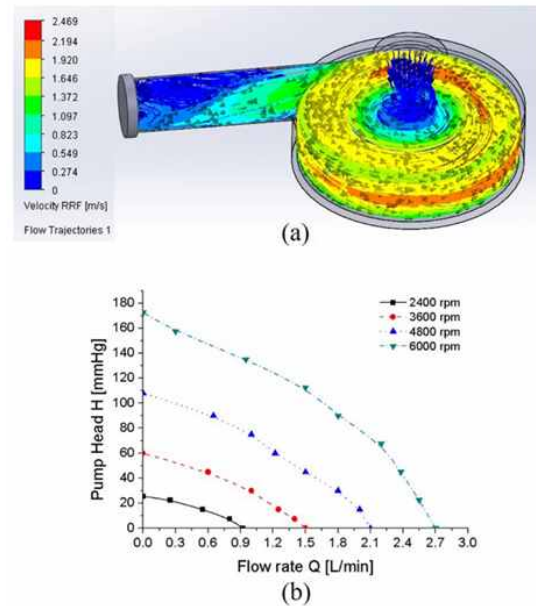 2.469
2.194
1.920
1.646
1.372
1.097
0.823
0.549
0.274
0
Velocity RRF [m/s]
Flow Trajectories 1
(a)
180
160
140
120
100
80
60
40
20
0
Pump Head H [mmHg]
2400 rpm
3600 rpm
4800 rpm
6000 rpm
0.0 0.3 0.6 0.9 1.2 1.5 1.8 2.1 2.4 2.7 3.0
Flow rate Q [L/min]
(b)